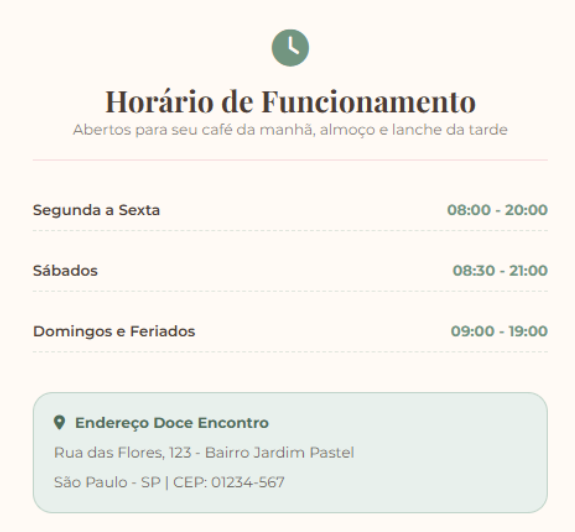 Horário de Funcionamento
Abertos para seu café da manhã, almoço e lanche da tarde
Segunda a Sexta 08:00 - 20:00
Sábados 08:30 - 21:00
Domingos e Feriados 09:00 - 19:00
Endereço Doce Encontro
Rua das Flores, 123 - Bairro Jardim Pastel
São Paulo - SP | CEP: 01234-567